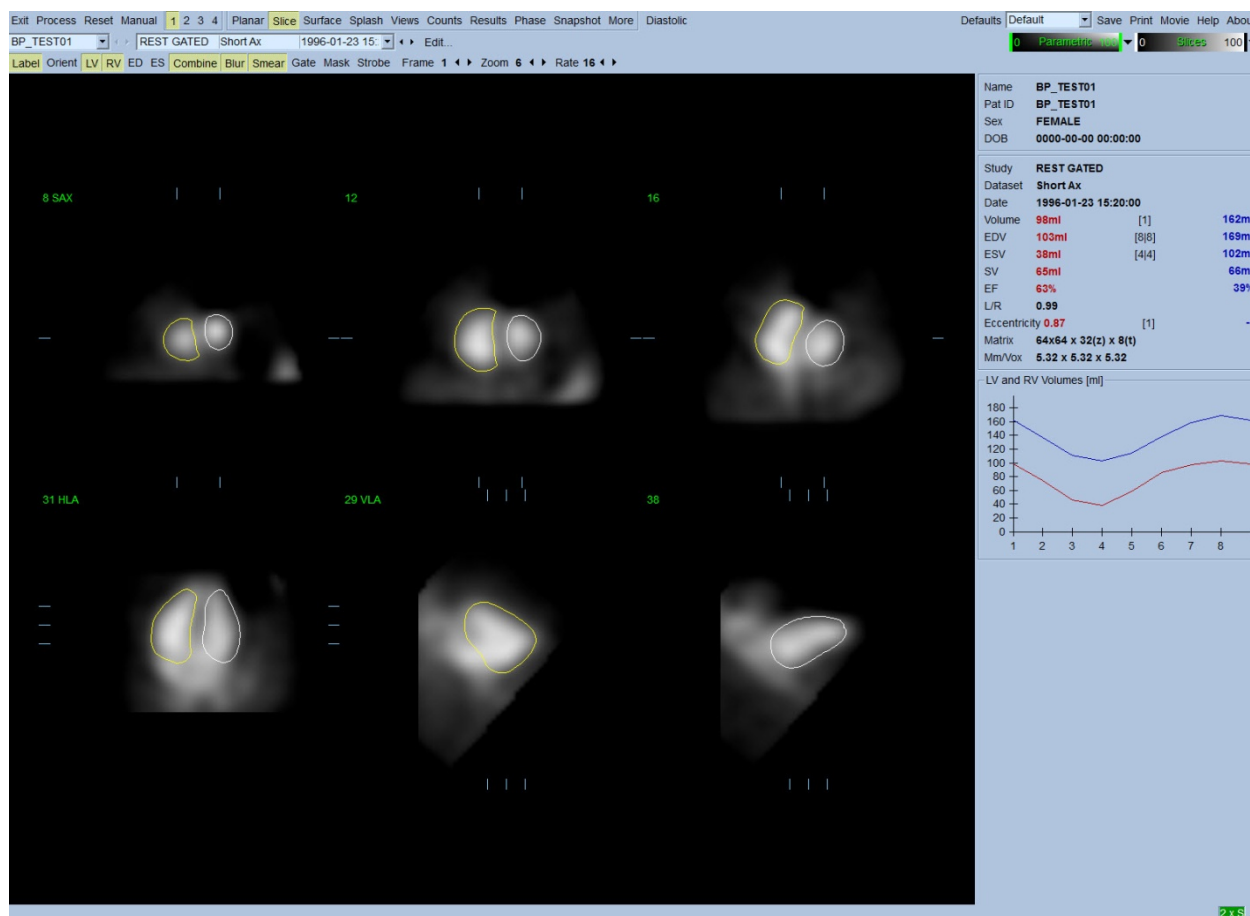 Exit Process Reset Manual 1 2 3 4 Planar Slice Surface Splash Views Counts Results Phase Snapshot More Diastolic Defaults Default Save Print Movie Help Abou
BP_TEST01 REST GATED Short Ax 1996-01-23 15: Edit... 0 Parametric 100 0 Slices 100
Label Orient LV RV ED ES Combine Blur Smear Gate Mask Strobe Frame 1 Zoom 6 Rate 16
8 SAX 12 16
31 HLA 29 VLA 38
Name BP_TEST01
Pat ID BP_TEST01
Sex FEMALE
DOB 0000-00-00 00:00:00
Study REST GATED
Dataset Short Ax
Date 1996-01-23 15:20:00
Volume 98ml [1] 162m
EDV 103ml [8|8] 169m
ESV 38ml [4|4] 102m
SV 65ml 66m
EF 63% 39%
L/R 0.99
Eccentricity 0.87 [1] -
Matrix 64x64 x 32(z) x 8(t)
Mm/Vox 5.32 x 5.32 x 5.32
LV and RV Volumes [ml]
180
160
140
120
100
80
60
40
20
0
1 2 3 4 5 6 7 8
2 x S